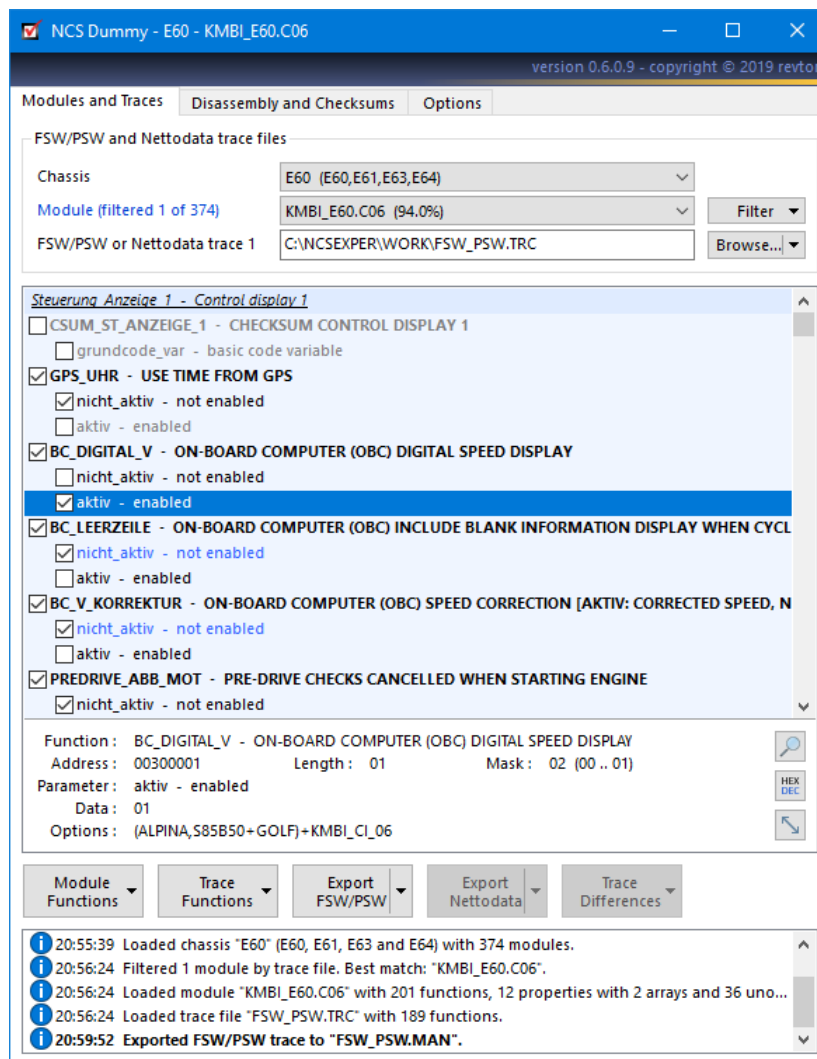 NCS Dummy - E60 - KMBI_E60.C06
version 0.6.0.9 - copyright © 2019 revto
Modules and Traces Disassembly and Checksums Options
FSW/PSW and Nettodata trace files
Chassis E60 (E60,E61,E63,E64)
Module (filtered 1 of 374) KMBI_E60.C06 (94.0%) Filter
FSW/PSW or Nettodata trace 1 C:\NCSEXPER\WORK\FSW_PSW.TRC Browse...
Steuerung Anzeige 1 - Control display 1
CSUM_ST_ANZEIGE_1 - CHECKSUM CONTROL DISPLAY 1
grundcode_var - basic code variable
GPS_UHR - USE TIME FROM GPS
nicht_aktiv - not enabled
aktiv - enabled
BC_DIGITAL_V - ON-BOARD COMPUTER (OBC) DIGITAL SPEED DISPLAY
nicht_aktiv - not enabled
aktiv - enabled
BC_LEERZEILE - ON-BOARD COMPUTER (OBC) INCLUDE BLANK INFORMATION DISPLAY WHEN CYCL
nicht_aktiv - not enabled
aktiv - enabled
BC_V_KORREKTUR - ON-BOARD COMPUTER (OBC) SPEED CORRECTION [AKTIV: CORRECTED SPEED, N
nicht_aktiv - not enabled
aktiv - enabled
PREDRIVE_ABB_MOT - PRE-DRIVE CHECKS CANCELLED WHEN STARTING ENGINE
nicht_aktiv - not enabled
Function : BC_DIGITAL_V - ON-BOARD COMPUTER (OBC) DIGITAL SPEED DISPLAY
Address : 00300001 Length : 01 Mask : 02 (00 .. 01)
Parameter : aktiv - enabled
HEX
DEC
Data : 01
Options : (ALPINA,S85B50+GOLF)+KMBI_CI_06
Module Functions
Trace Functions
Export FSW/PSW
Export Nettodata
Trace Differences
20:55:39 Loaded chassis "E60" (E60, E61, E63 and E64) with 374 modules.
20:56:24 Filtered 1 module by trace file. Best match: "KMBI_E60.C06".
20:56:24 Loaded module "KMBI_E60.C06" with 201 functions, 12 properties with 2 arrays and 36 uno...
20:56:24 Loaded trace file "FSW_PSW.TRC" with 189 functions.
20:59:52 Exported FSW/PSW trace to "FSW_PSW.MAN".